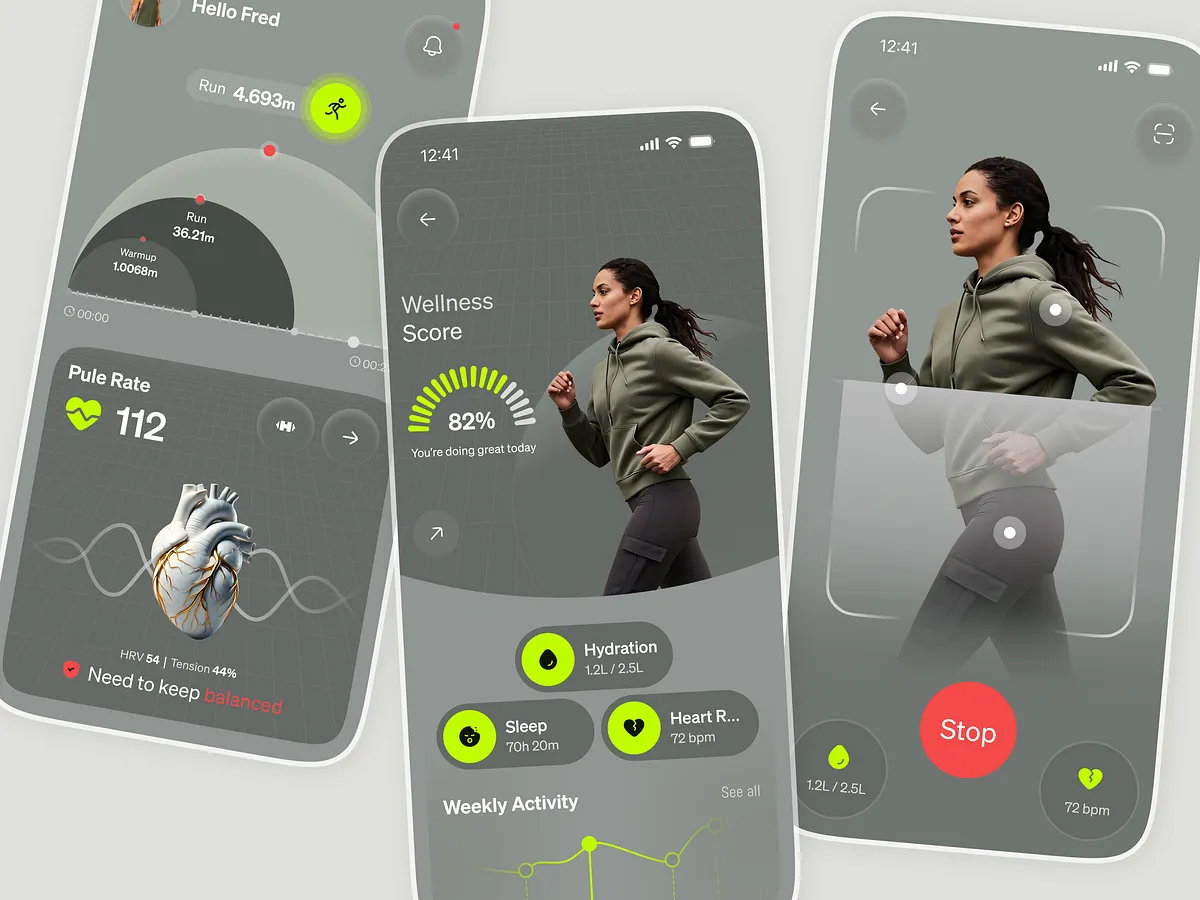 Hello Fred
Run 4.693m
Run
36.21m
Warmup
1.0068m
00:00
00:2
Pule Rate
112
HRV 54 | Tension 44%
Need to keep balanced
12:41
Wellness
Score
82%
You're doing great today
Hydration
1.2L / 2.5L
Sleep
70h 20m
Heart R...
72 bpm
Weekly Activity
See all
12:41
Stop
1.2L / 2.5L
72 bpm